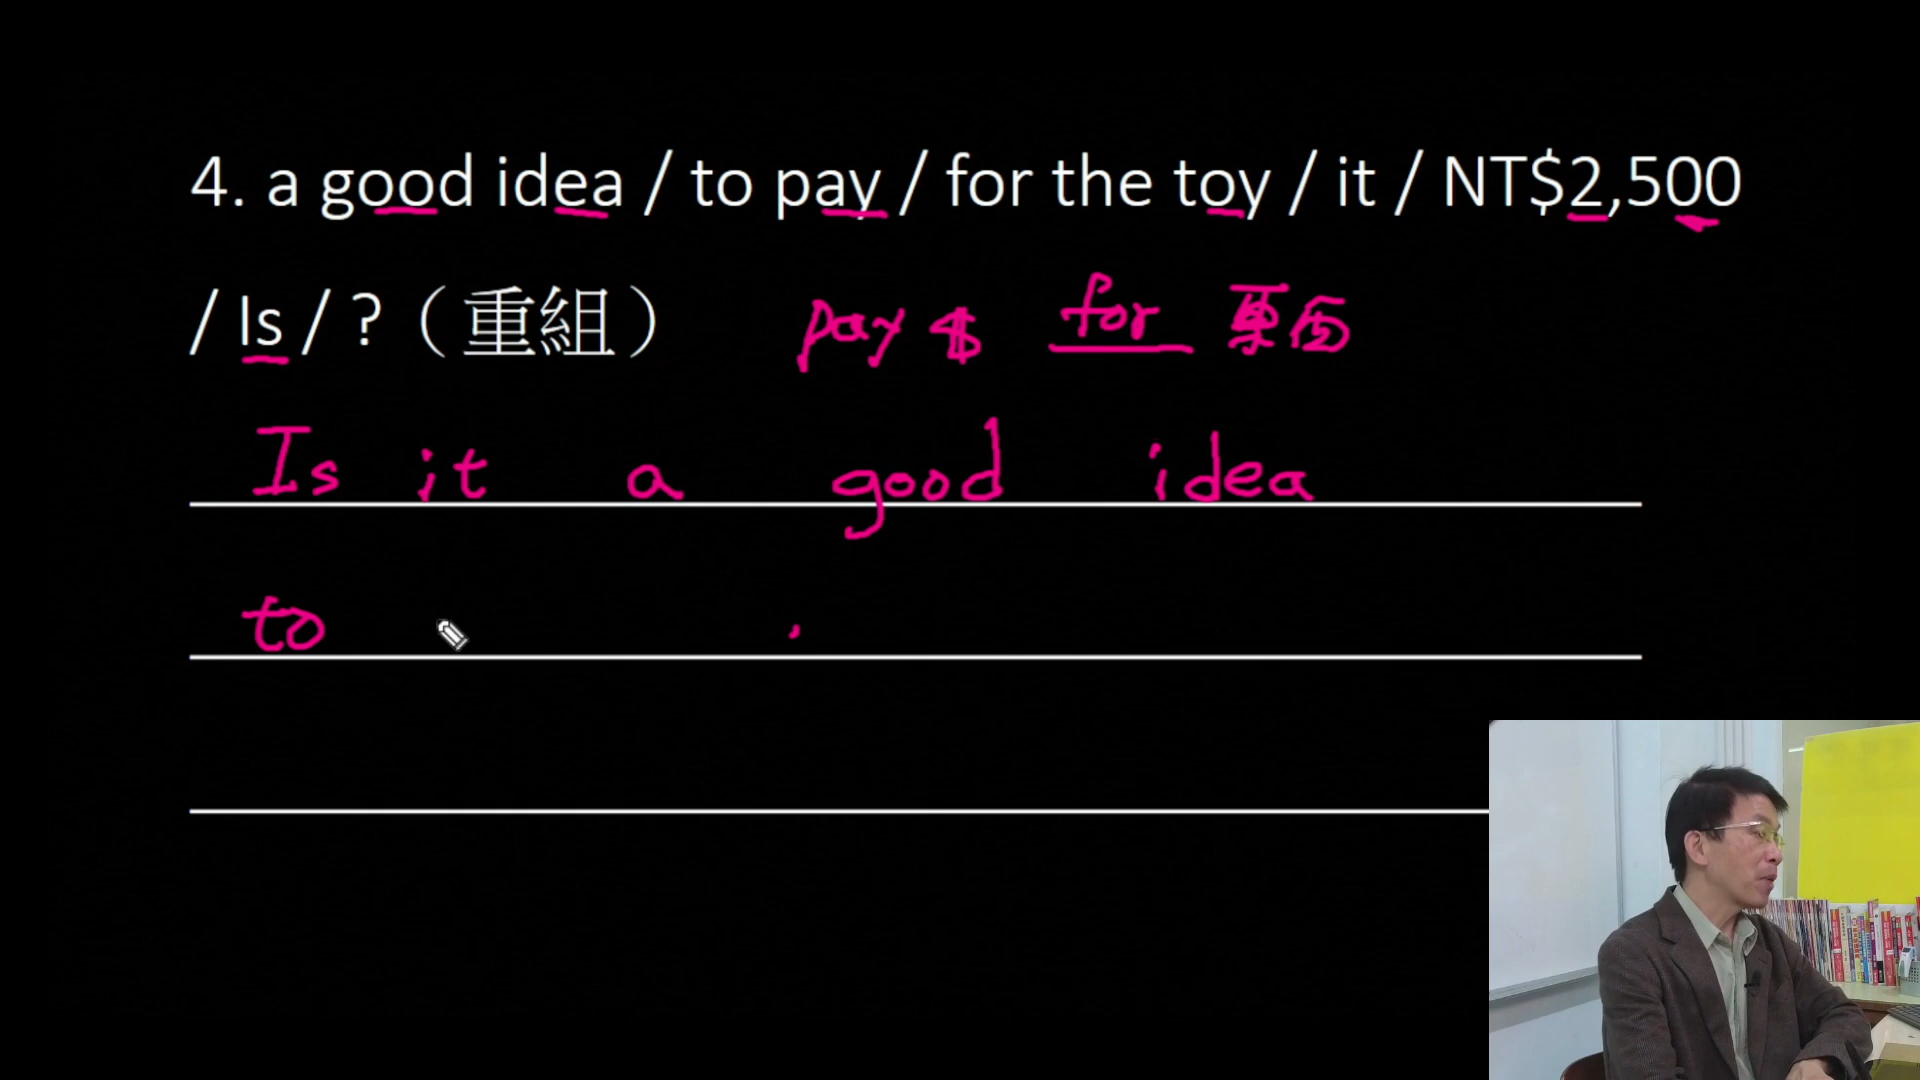 4. a good idea / to pay / for the toy / it / NT$2,500
/ Is / ?（重組） pay $ for 東西
Is it a good idea
to